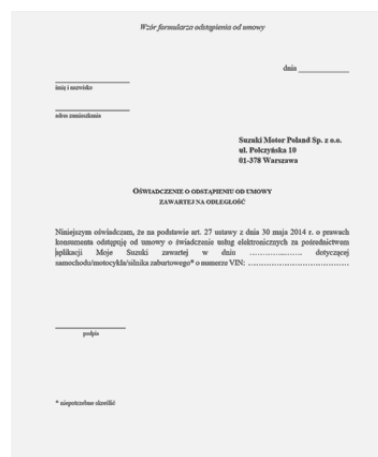 Wzór formularza odstąpienia od umowy
dnia ______________
imię i nazwisko
adres zamieszkania
Suzuki Motor Poland Sp. z o.o.
ul. Połczyńska 10
01-378 Warszawa
OŚWIADCZENIE O ODSTĄPIENIU OD UMOWY
ZAWARTEJ NA ODLEGŁOŚĆ
Niniejszym oświadczam, że na podstawie art. 27 ustawy z dnia 30 maja 2014 r. o prawach
konsumenta odstępuję od umowy o świadczenie usług elektronicznych za pośrednictwem
aplikacji Moje Suzuki zawartej w dniu .................... dotyczącej
samochodu/motocykla/silnika zaburtowego* o numerze VIN: ........................................
podpis
* niepotrzebne skreślić